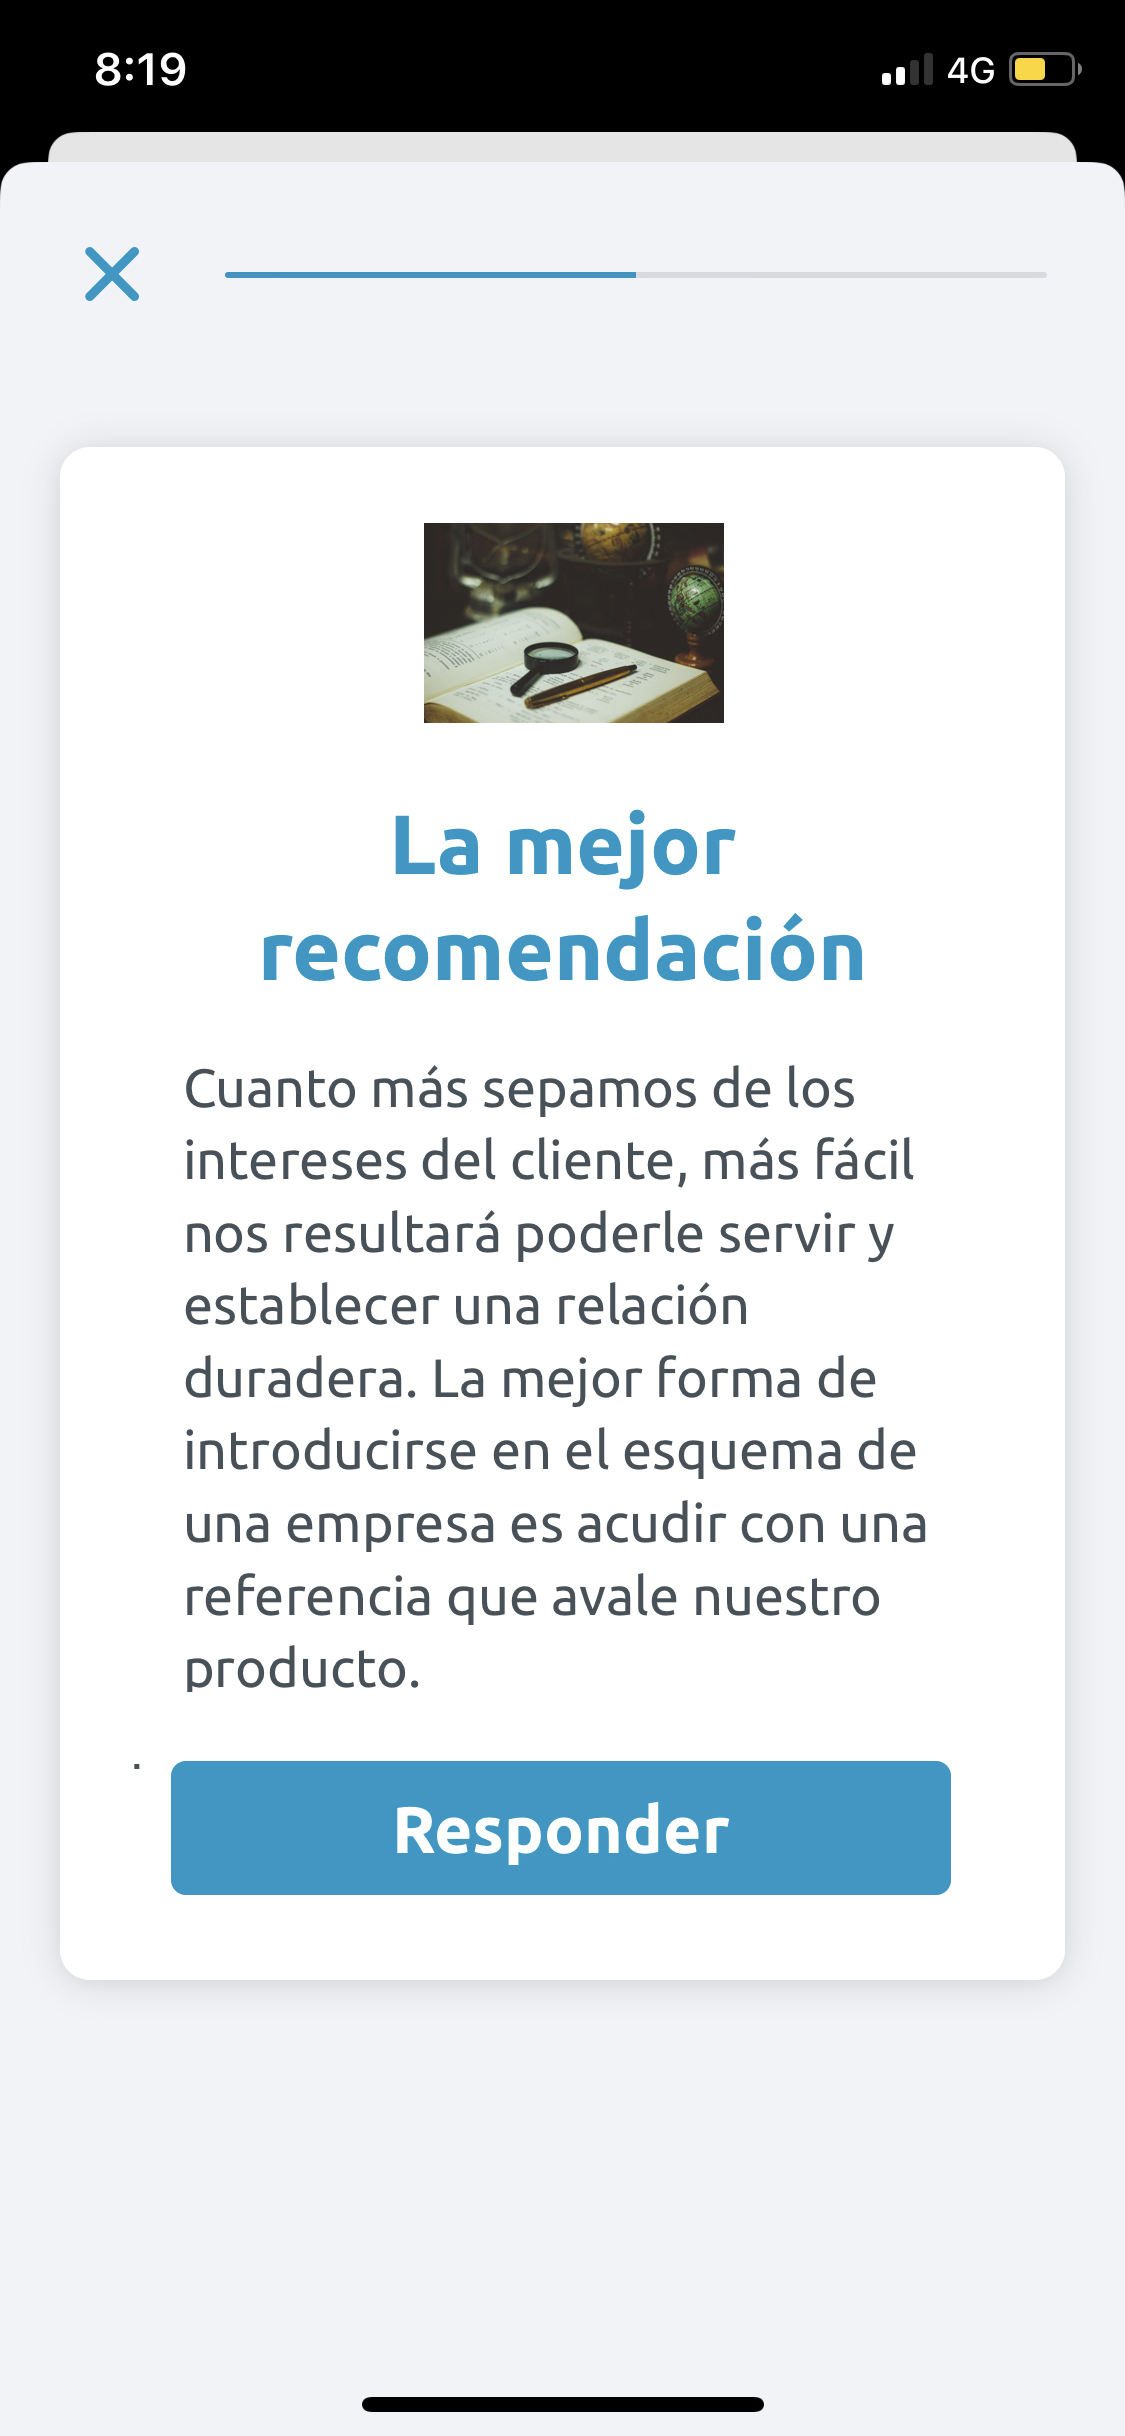 8:19
4G
La mejor
recomendación
Cuanto más sepamos de los
intereses del cliente, más fácil
nos resultará poderle servir y
establecer una relación
duradera. La mejor forma de
introducirse en el esquema de
una empresa es acudir con una
referencia que avale nuestro
producto.
.
Responder